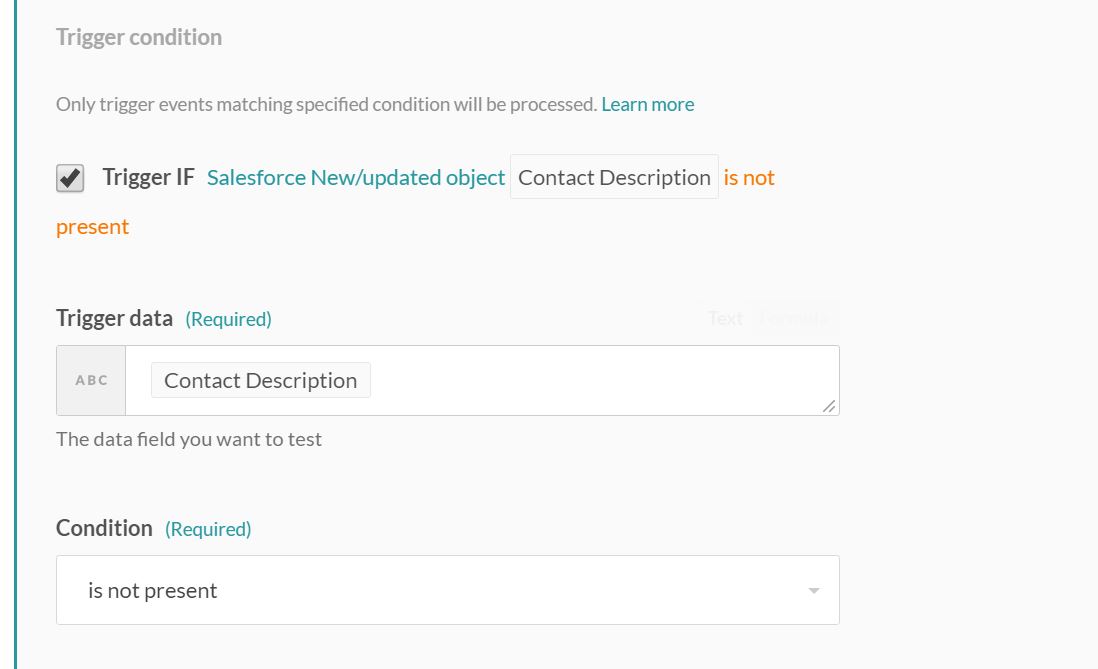 Trigger condition
Only trigger events matching specified condition will be processed. Learn more
Trigger IF Salesforce New/updated object Contact Description is not
present
Trigger data (Required) Text Formula
ABC Contact Description
The data field you want to test
Condition (Required)
is not present